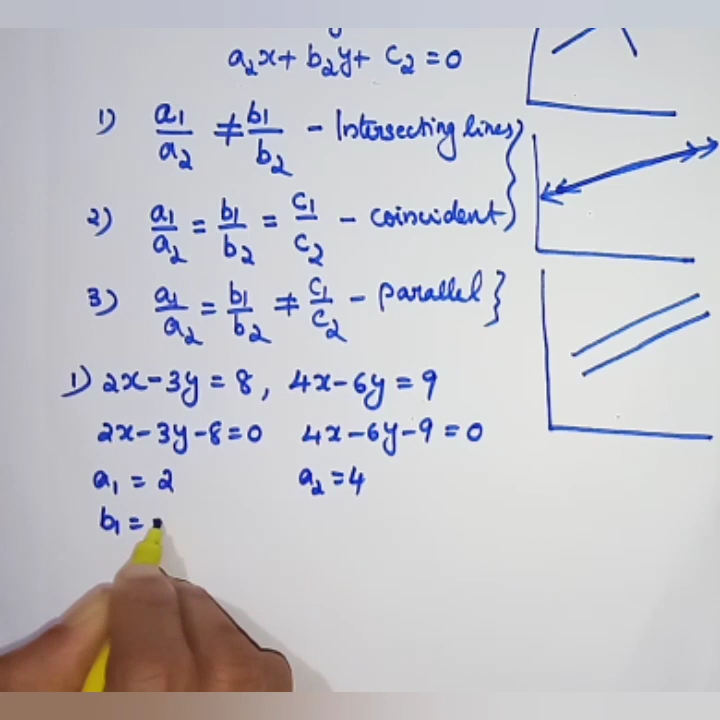 a₂x + b₂y + c₂ = 0
1) a₁/a₂ ≠ b₁/b₂ - Intersecting lines
2) a₁/a₂ = b₁/b₂ = c₁/c₂ - coincident
3) a₁/a₂ = b₁/b₂ ≠ c₁/c₂ - parallel
1) 2x - 3y = 8, 4x - 6y = 9
2x - 3y - 8 = 0 4x - 6y - 9 = 0
a₁ = 2 a₂ = 4
b₁ =